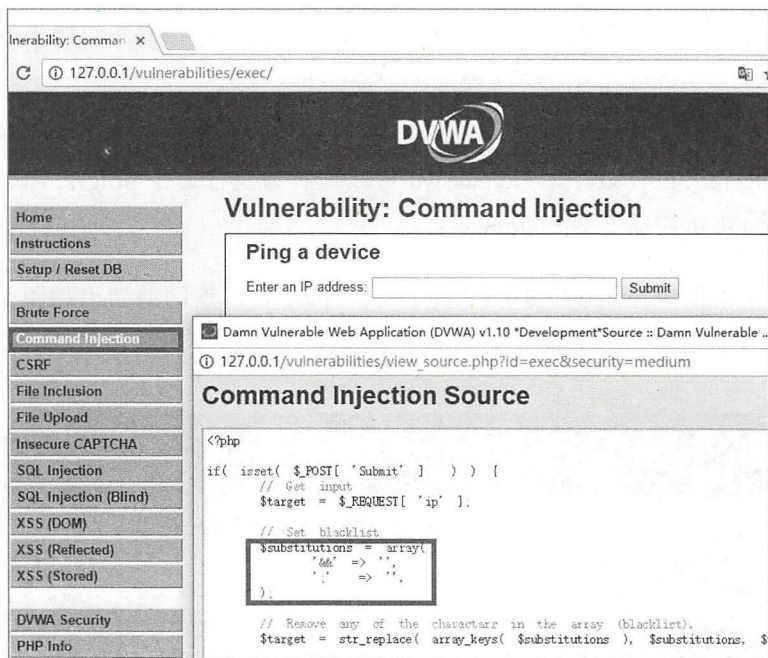 lnerability: Comman ×
127.0.0.1/vulnerabilities/exec/
DVWA
Home
Instructions
Setup / Reset DB
Brute Force
Command Injection
CSRF
File Inclusion
File Upload
Insecure CAPTCHA
SQL Injection
SQL Injection (Blind)
XSS (DOM)
XSS (Reflected)
XSS (Stored)
DVWA Security
PHP Info
Vulnerability: Command Injection
Ping a device
Enter an IP address:
Submit
Damn Vulnerable Web Application (DVWA) v1.10 *Development*Source :: Damn Vulnerable ..
127.0.0.1/vulnerabilities/view_source.php?id=exec&security=medium
Command Injection Source
<?php
if( isset( $_POST[ 'Submit' ] ) ) {
// Get input
$target = $_REQUEST[ 'ip' ];
// Set blacklist
$substitutions = array(
'&&' => '',
';' => '',
);
// Remove any of the charactars in the array (blacklist).
$target = str_replace( array_keys( $substitutions ), $substitutions, $